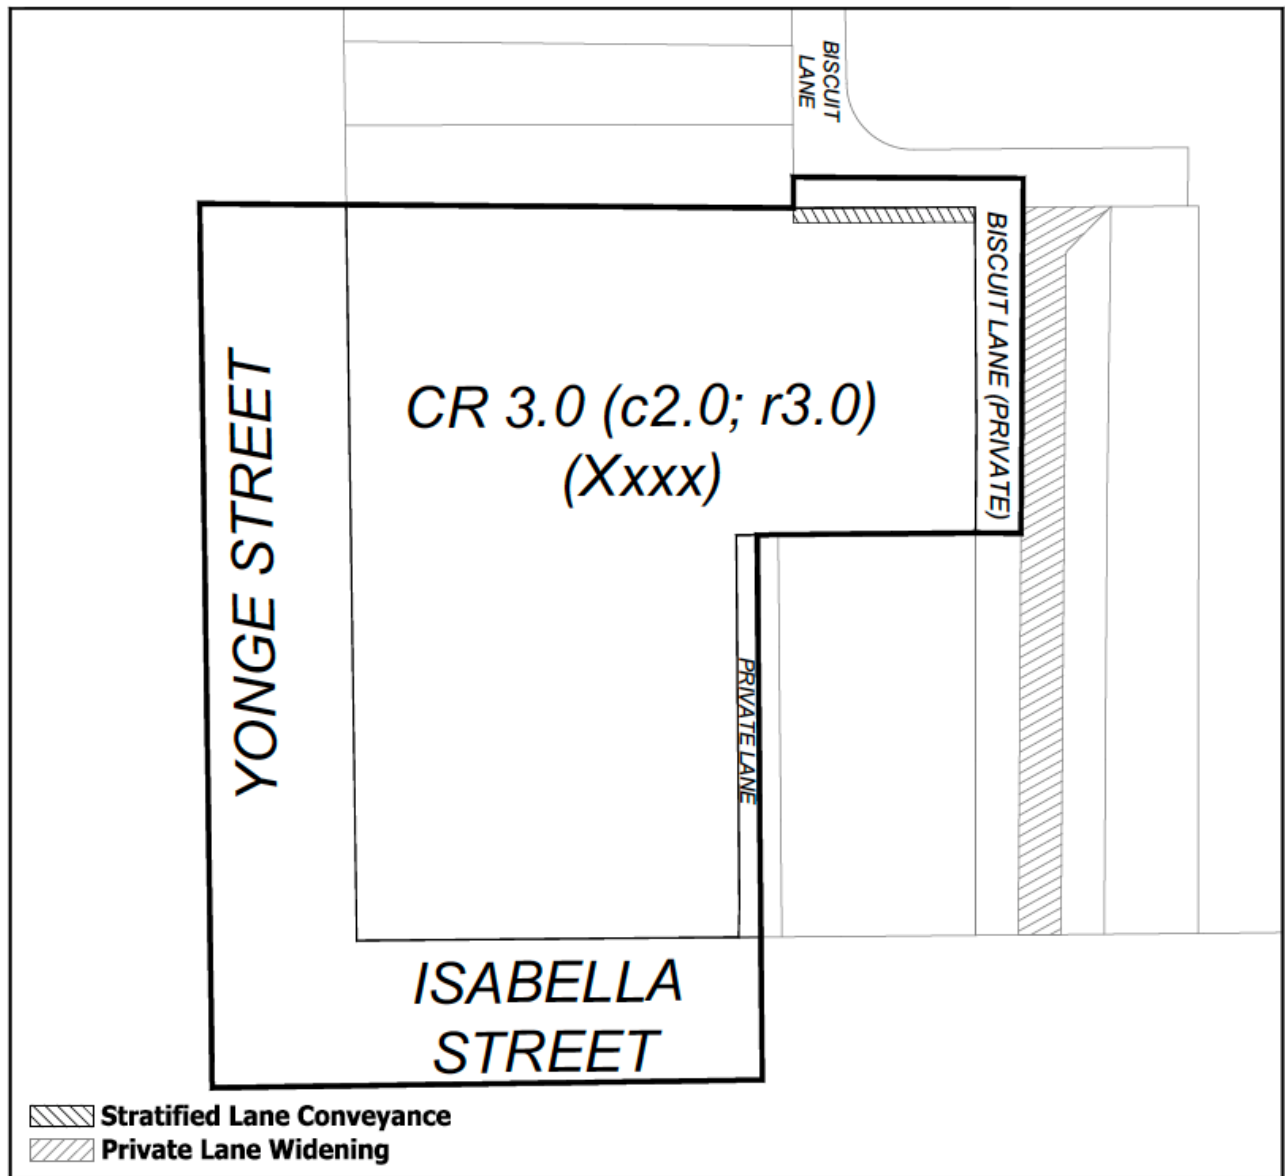 BISCUIT
LANE
BISCUIT LANE (PRIVATE)
CR 3.0 (c2.0; r3.0)
(Xxxx)
YONGE STREET
PRIVATE LANE
ISABELLA
STREET
Stratified Lane Conveyance
Private Lane Widening